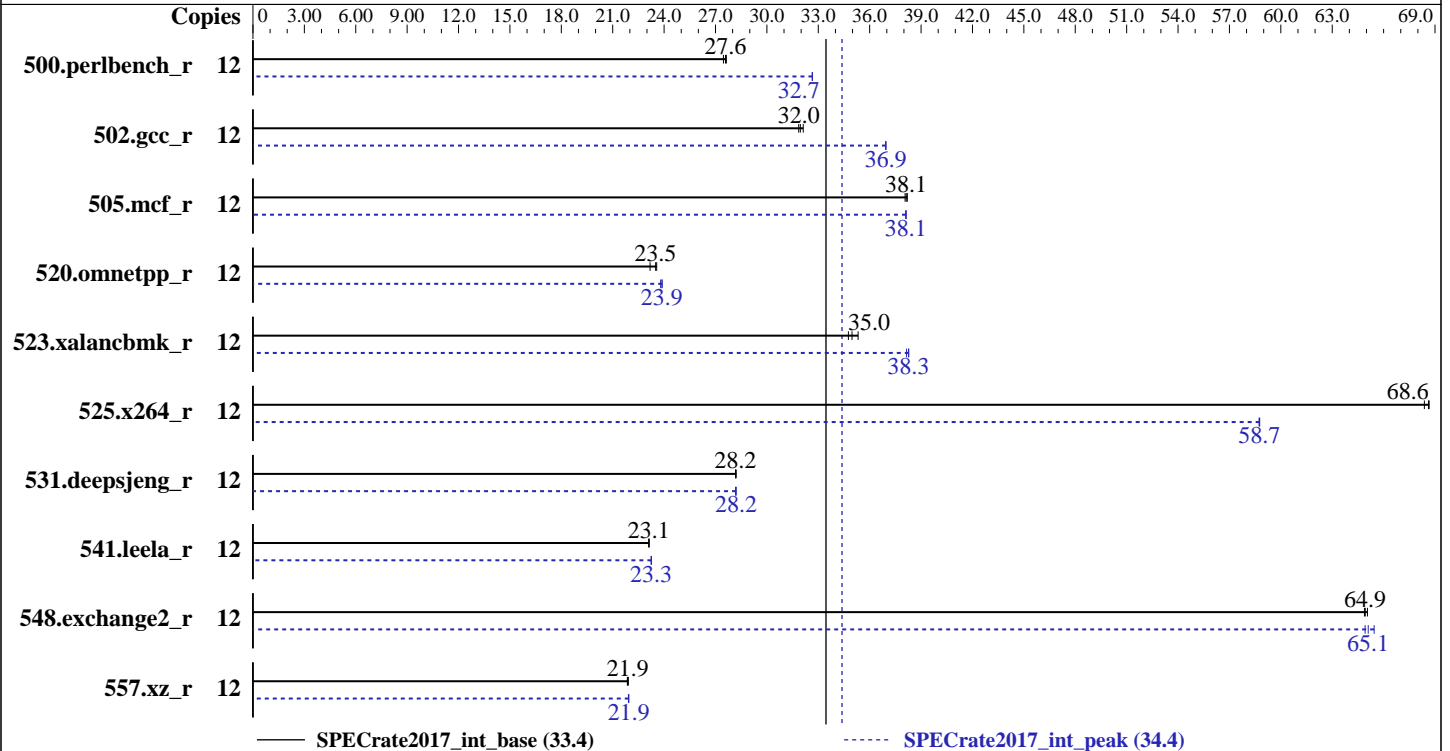 Copies 0 3.00 6.00 9.00 12.0 15.0 18.0 21.0 24.0 27.0 30.0 33.0 36.0 39.0 42.0 45.0 48.0 51.0 54.0 57.0 60.0 63.0 69.0
27.6
500.perlbench_r 12
32.7
32.0
502.gcc_r 12
36.9
38.1
505.mcf_r 12
38.1
23.5
520.omnetpp_r 12
23.9
35.0
523.xalancbmk_r 12
38.3
68.6
525.x264_r 12
58.7
28.2
531.deepsjeng_r 12
28.2
23.1
541.leela_r 12
23.3
64.9
548.exchange2_r 12
65.1
21.9
557.xz_r 12
21.9
SPECrate2017_int_base (33.4) SPECrate2017_int_peak (34.4)